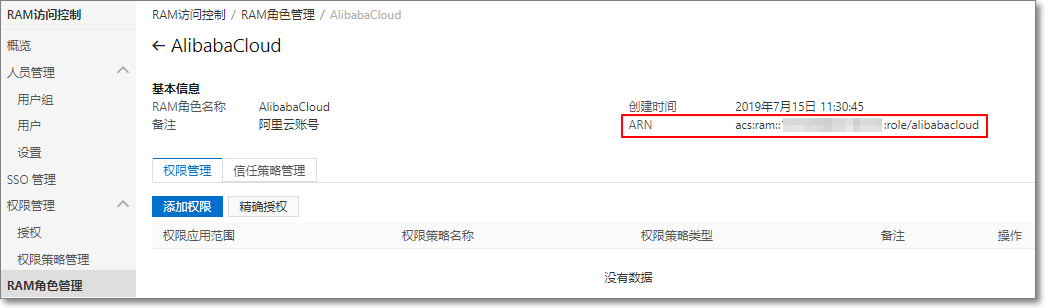 RAM访问控制
概览
人员管理
用户组
用户
设置
SSO 管理
权限管理
授权
权限策略管理
RAM角色管理
RAM访问控制 / RAM角色管理 / AlibabaCloud
← AlibabaCloud
基本信息
RAM角色名称 AlibabaCloud 创建时间 2019年7月15日 11:30:45
备注 阿里云账号 ARN acs:ram:: :role/alibabacloud
权限管理 信任策略管理
添加权限 精确授权
权限应用范围 权限策略名称 权限策略类型 备注 操作
没有数据